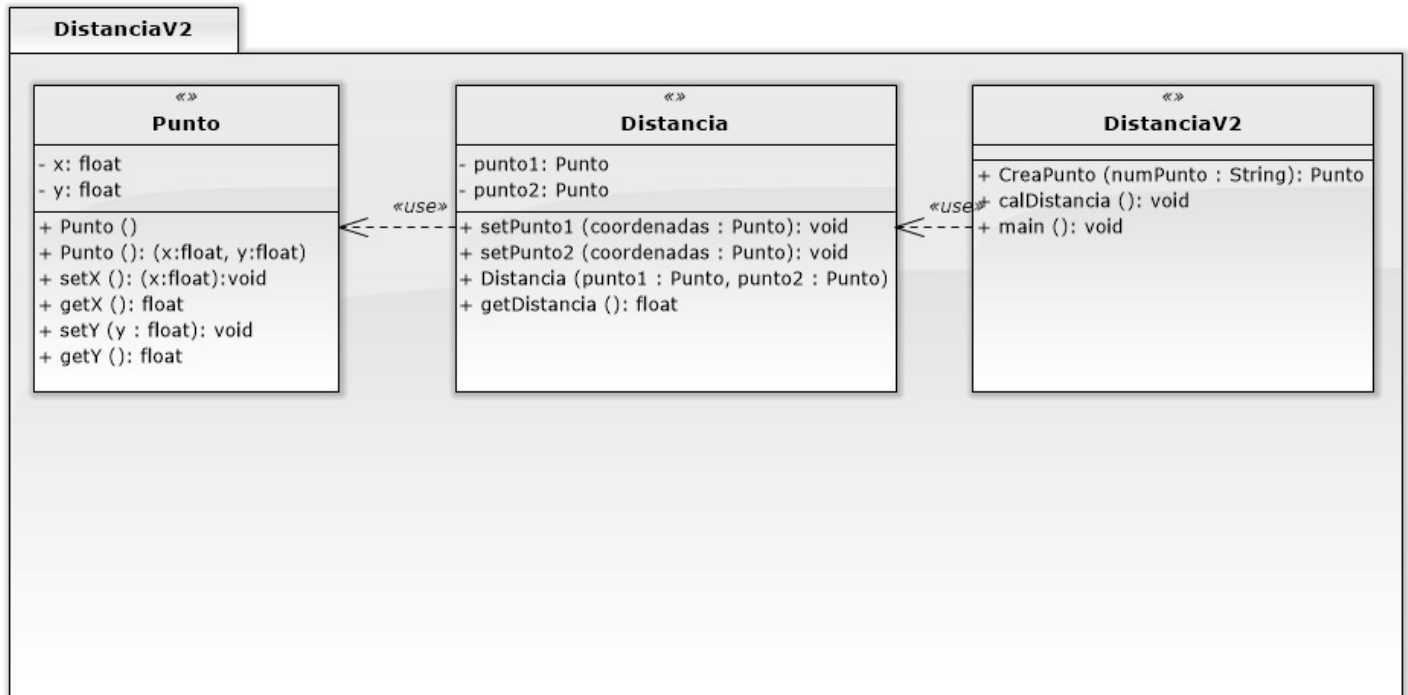 DistanciaV2
«»
Punto
- x: float
- y: float
+ Punto ()
+ Punto (): (x:float, y:float)
+ setX (): (x:float):void
+ getX (): float
+ setY (y : float): void
+ getY (): float
«use»
«»
Distancia
- punto1: Punto
- punto2: Punto
+ setPunto1 (coordenadas : Punto): void
+ setPunto2 (coordenadas : Punto): void
+ Distancia (punto1 : Punto, punto2 : Punto)
+ getDistancia (): float
«use»
«»
DistanciaV2
+ CreaPunto (numPunto : String): Punto
+ calDistancia (): void
+ main (): void